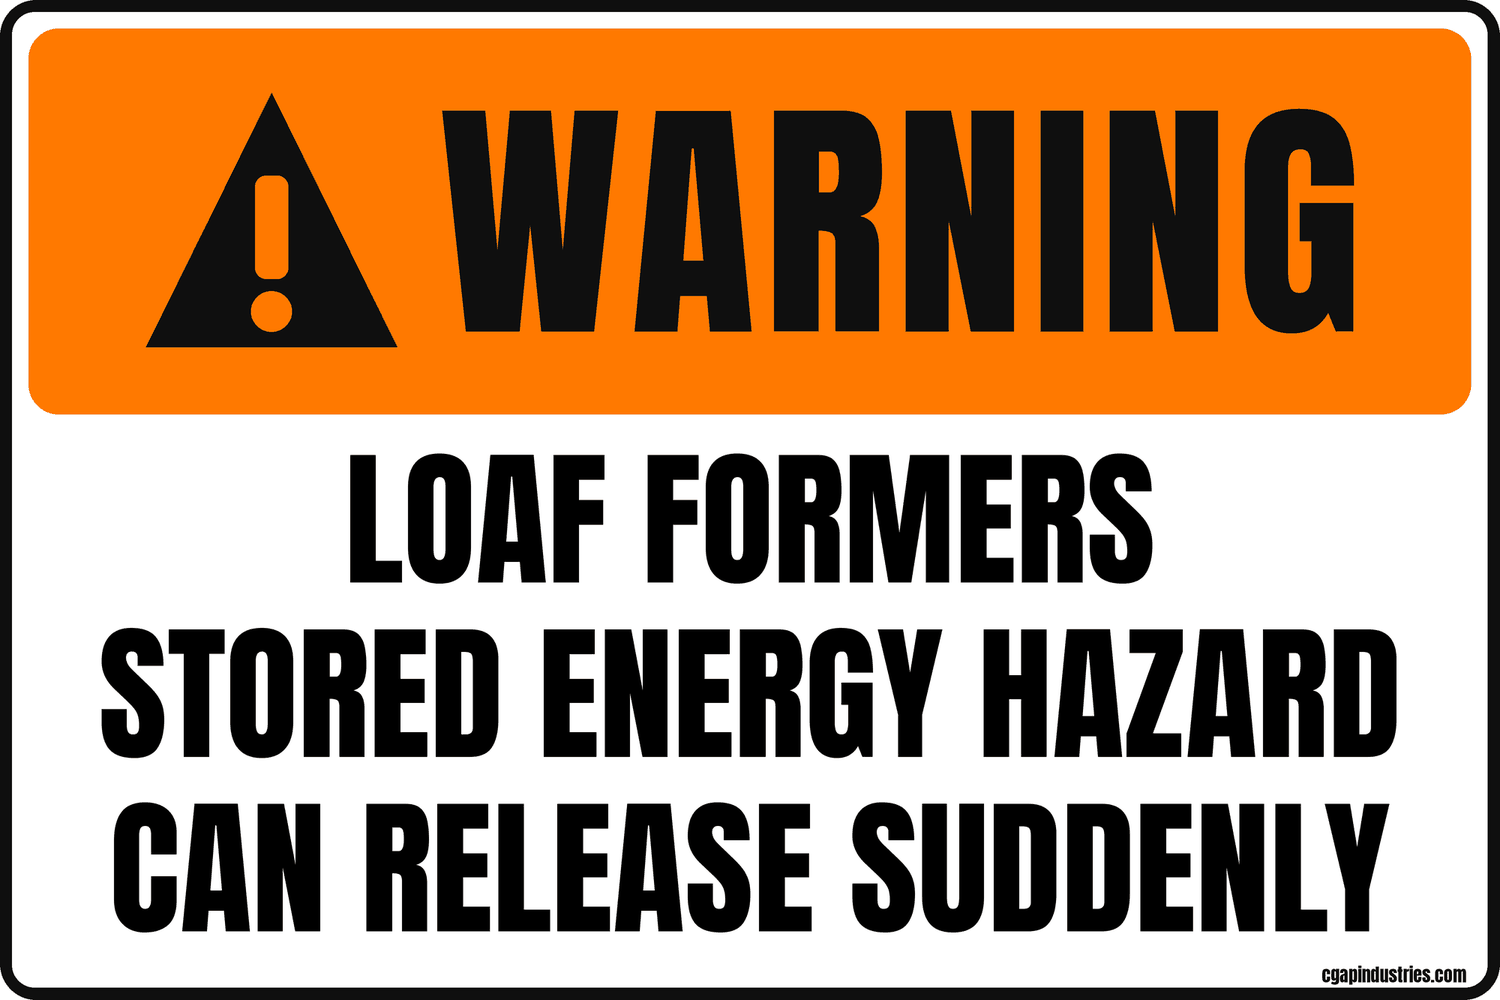 WARNING
LOAF FORMERS
STORED ENERGY HAZARD
CAN RELEASE SUDDENLY
cgapindustries.com